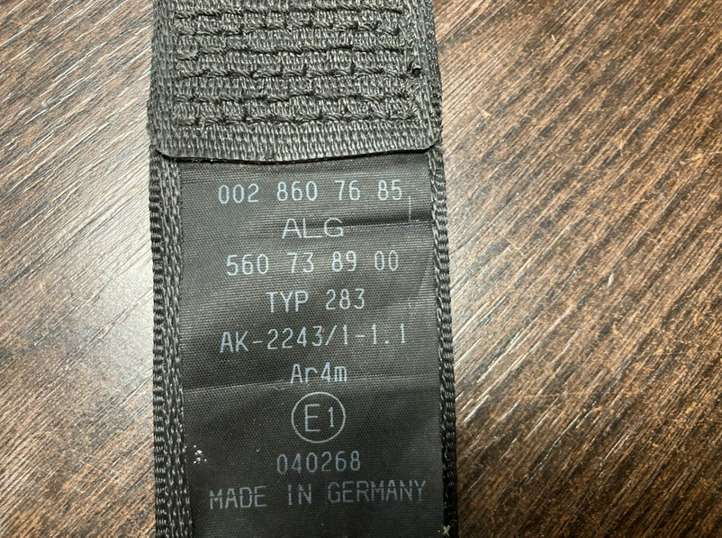 002 860 76 85
ALG
560 73 89 00
TYP 283
AK-2243/1-1.1
Ar4m
E1
040268
MADE IN GERMANY